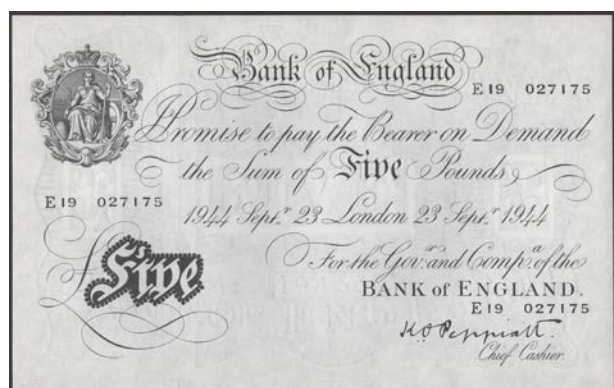 Bank of England
E19 027175
Promise to pay the Bearer on Demand
the Sum of Five Pounds
E19 027175
1944 Sept.r 23 London 23 Sept.r 1944
For the Gov.r and Comp.a of the
BANK of ENGLAND.
E19 027175
£Five
K O Peppiatt.
Chief Cashier.